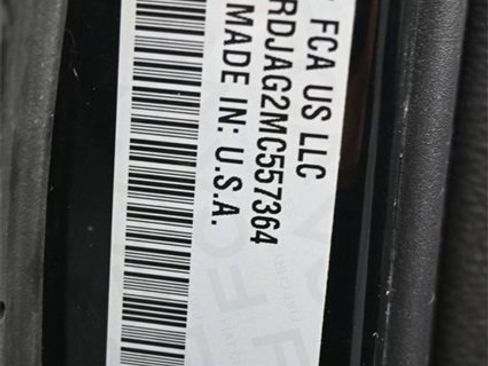 FCA US LLC
RDJAG2MC557364
MADE IN: U.S.A.